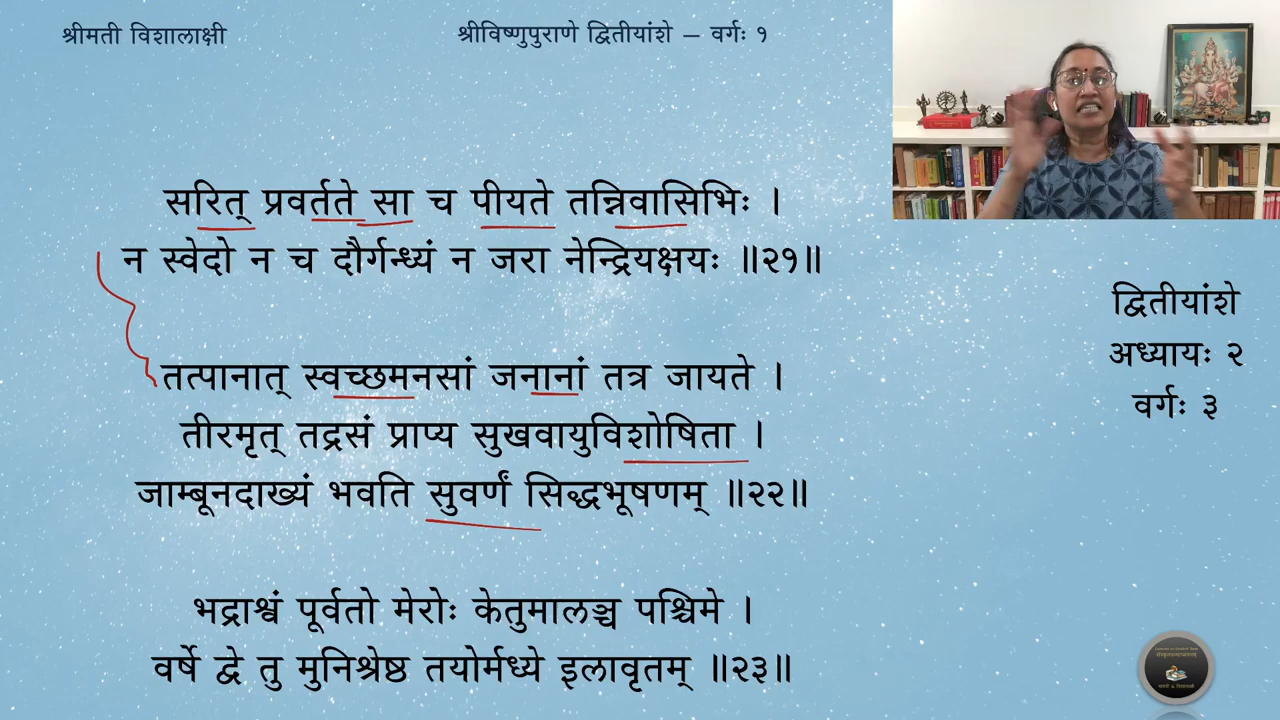 श्रीमती विशालाक्षी
श्रीविष्णुपुराणे द्वितीयांशे – वर्गः १
सरित् प्रवर्तते सा च पीयते तन्निवासिभिः ।
न स्वेदो न च दौर्गन्ध्यं न जरा नेन्द्रियक्षयः ॥२१॥
तत्पानात् स्वच्छमनसां जनानां तत्र जायते ।
तीरमृत् तद्रसं प्राप्य सुखवायुविशोषिता ।
जाम्बूनदाख्यं भवति सुवर्णं सिद्धभूषणम् ॥२२॥
भद्राश्वं पूर्वतो मेरोः केतुमालञ्च पश्चिमे ।
वर्षे द्वे तु मुनिश्रेष्ठ तयोर्मध्ये इलावृतम् ॥२३॥
द्वितीयांशे
अध्यायः २
वर्गः ३